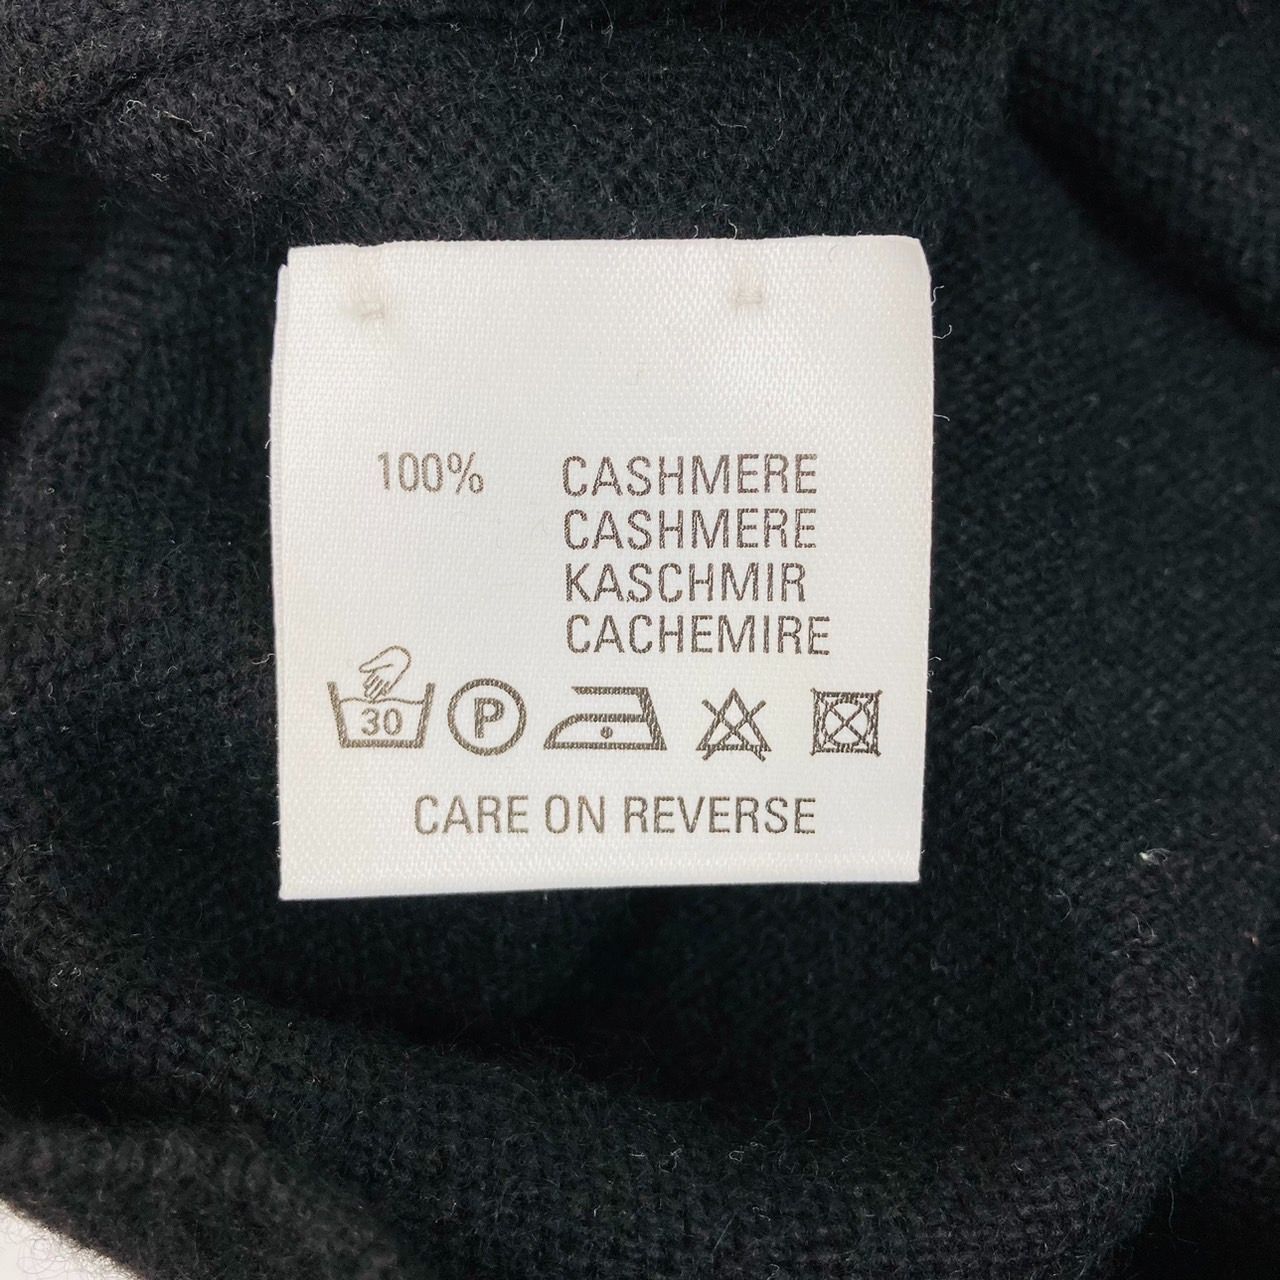 100% CASHMERE
CASHMERE
KASCHMIR
CACHEMIRE
30 P
CARE ON REVERSE